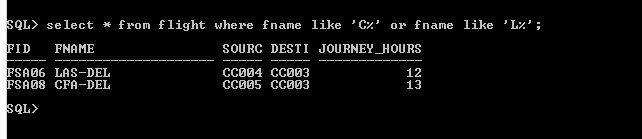 SQL> select * from flight where fname like 'C%' or fname like 'L%';
FID FNAME SOURC DESTI JOURNEY_HOURS
----- -------------------- ----- ----- -------------
FSA06 LAS-DEL CC004 CC003 12
FSA08 CFA-DEL CC005 CC003 13
SQL>